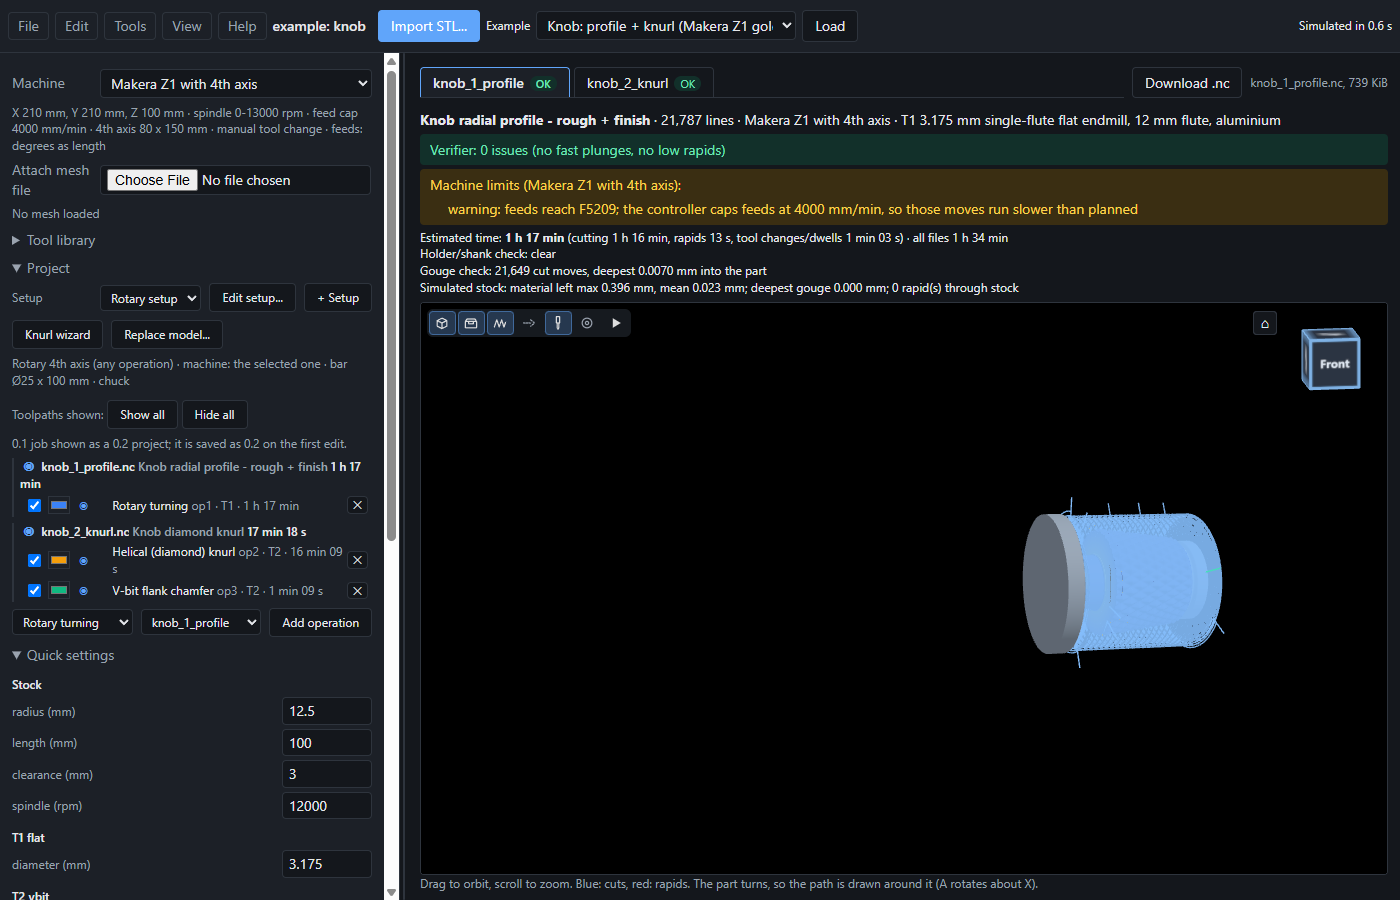 File Edit Tools View Help example: knob Import STL... Example Knob: profile + knurl (Makera Z1 gol Load Simulated in 0.6 s
Machine Makera Z1 with 4th axis
X 210 mm, Y 210 mm, Z 100 mm · spindle 0-13000 rpm · feed cap
4000 mm/min · 4th axis 80 x 150 mm · manual tool change · feeds:
degrees as length
Attach mesh file Choose File No file chosen
No mesh loaded
Tool library
Project
Setup Rotary setup Edit setup... + Setup
Knurl wizard Replace model...
Rotary 4th axis (any operation) · machine: the selected one · bar
Ø25 x 100 mm · chuck
Toolpaths shown: Show all Hide all
0.1 job shown as a 0.2 project; it is saved as 0.2 on the first edit.
knob_1_profile.nc Knob radial profile - rough + finish 1 h 17
min
Rotary turning op1 · T1 · 1 h 17 min
knob_2_knurl.nc Knob diamond knurl 17 min 18 s
Helical (diamond) knurl op2 · T2 · 16 min 09
s
V-bit flank chamfer op3 · T2 · 1 min 09 s
Rotary turning knob_1_profile Add operation
Quick settings
Stock
radius (mm) 12.5
length (mm) 100
clearance (mm) 3
spindle (rpm) 12000
T1 flat
diameter (mm) 3.175
T2 vbit
knob_1_profile OK knob_2_knurl OK Download .nc knob_1_profile.nc, 739 KiB
Knob radial profile - rough + finish · 21,787 lines · Makera Z1 with 4th axis · T1 3.175 mm single-flute flat endmill, 12 mm flute, aluminium
Verifier: 0 issues (no fast plunges, no low rapids)
Machine limits (Makera Z1 with 4th axis):
warning: feeds reach F5209; the controller caps feeds at 4000 mm/min, so those moves run slower than planned
Estimated time: 1 h 17 min (cutting 1 h 16 min, rapids 13 s, tool changes/dwells 1 min 03 s) · all files 1 h 34 min
Holder/shank check: clear
Gouge check: 21,649 cut moves, deepest 0.0070 mm into the part
Simulated stock: material left max 0.396 mm, mean 0.023 mm; deepest gouge 0.000 mm; 0 rapid(s) through stock
Front
Drag to orbit, scroll to zoom. Blue: cuts, red: rapids. The part turns, so the path is drawn around it (A rotates about X).